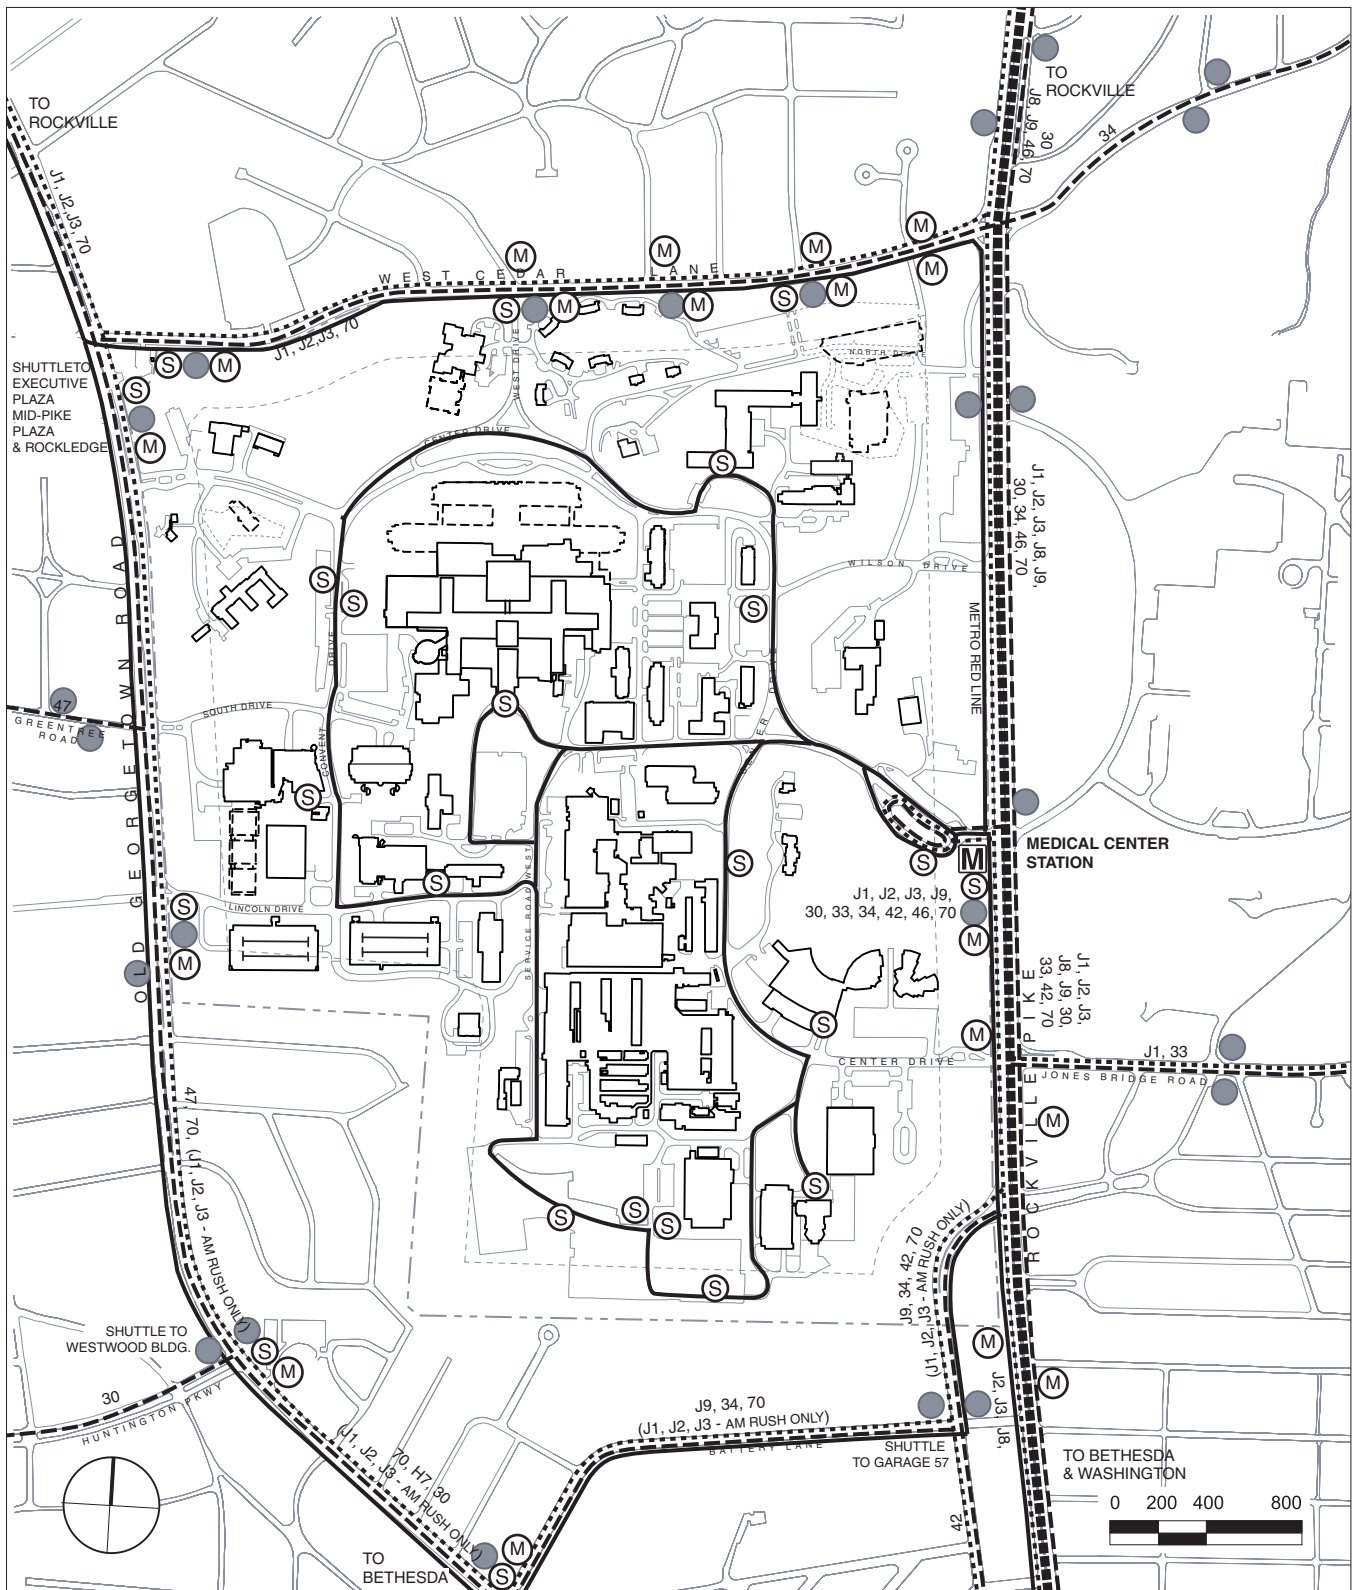 TO
ROCKVILLE
TO
ROCKVILLE
J8, J9, 46, 70
30
34
J1, J2, J3, 70
M
M
M
M
M
WEST CEDAR LANE
S
M
M
S
M
J1, J2, J3, 70
WEST DRIVE
NORTH DRIVE
SHUTTLETO
EXECUTIVE
PLAZA
MID-PIKE
PLAZA
& ROCKLEDGE
S
M
S
M
CENTER DRIVE
S
J1, J2, J3, J8, J9,
30, 34, 46, 70
WILSON DRIVE
S
S
S
METRO RED LINE
DRIVE
DRIVE
CENTER
OLD GEORGETOWN ROAD
47
GREENTREE
ROAD
SOUTH DRIVE
CONVENT
S
S
S
S
S
M
MEDICAL CENTER
STATION
S
S
J1, J2, J3, J9,
30, 33, 34, 42, 46, 70
M
LINCOLN DRIVE
SERVICE ROAD WEST
S
M
J1, J2, J3,
J8, J9, 30,
33, 42, 70
S
M
CENTER DRIVE
J1, 33
JONES BRIDGE ROAD
ROCKVILLE PIKE
M
47, 70, (J1, J2, J3 - AM RUSH ONLY)
S
S
S
S
S
J9, 34, 42, 70
(J1, J2, J3 - AM RUSH ONLY)
SHUTTLE TO
WESTWOOD BLDG.
S
M
M
M
30
HUNTINGTON PKWY
J9, 34, 70
(J1, J2, J3 - AM RUSH ONLY)
BATTERY LANE
J2, J3, J8,
SHUTTLE
TO GARAGE 57
70, H7, 30
(J1, J2, J3 - AM RUSH ONLY)
TO BETHESDA
& WASHINGTON
0 200 400 800
42
M
S
TO
BETHESDA